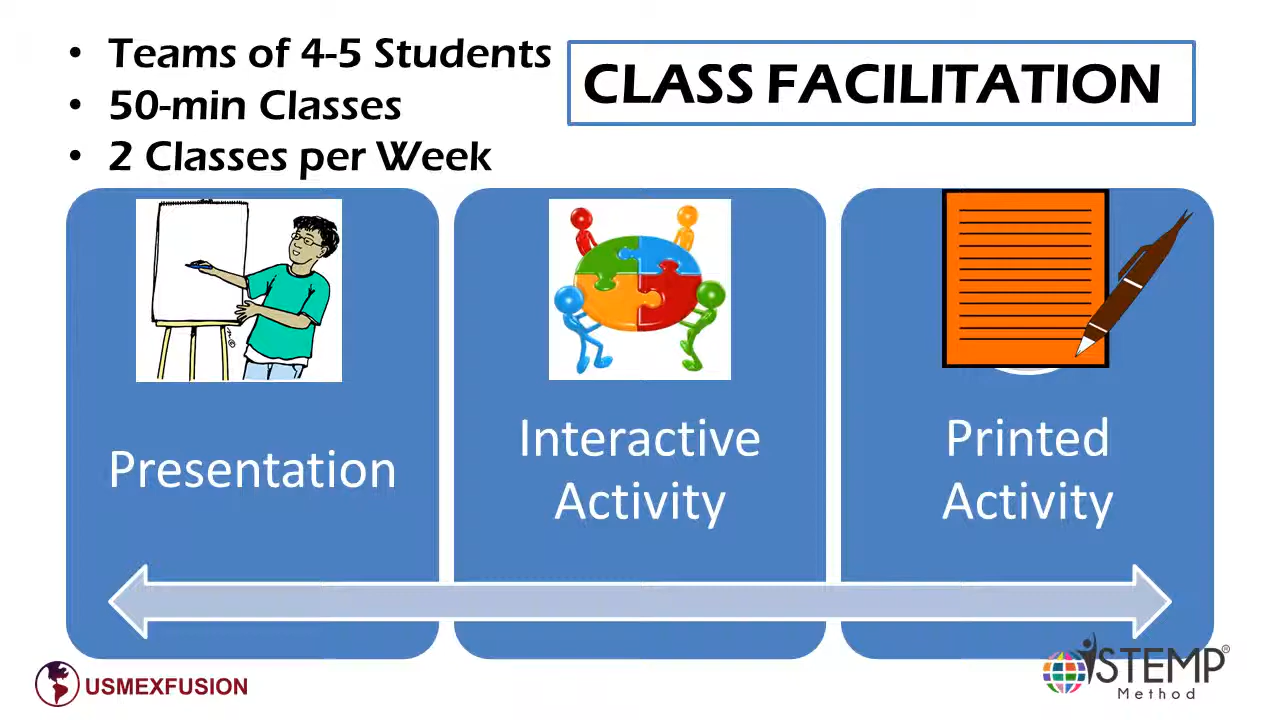 • Teams of 4-5 Students
• 50-min Classes
• 2 Classes per Week
CLASS FACILITATION
Presentation
Interactive
Activity
Printed
Activity
USMEXFUSION
iSTEMP®
Method